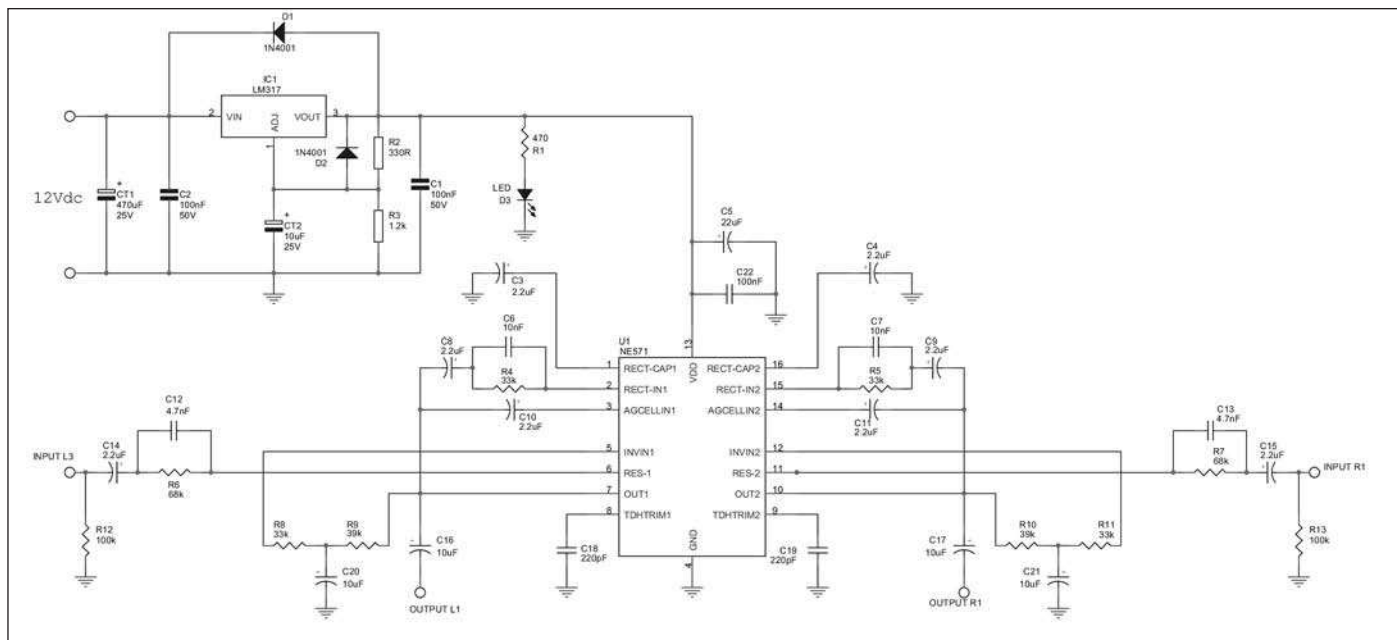 D1
1N4001
IC1
LM317
2
VIN
VOUT
3
ADJ
1
1N4001
D2
R2
330R
470
R1
LED
D3
12Vdc
+
CT1
470uF
25V
C2
100nF
50V
+
CT2
10uF
25V
R3
1.2k
C1
100nF
50V
C5
22uF
C22
100nF
C3
2.2uF
C4
2.2uF
C6
10nF
C8
2.2uF
R4
33k
C10
2.2uF
U1
NE571
13
VDD
1
RECT-CAP1
RECT-CAP2
16
2
RECT-IN1
RECT-IN2
15
3
AGCELLIN1
AGCELLIN2
14
5
INVIN1
INVIN2
12
6
RES-1
RES-2
11
7
OUT1
OUT2
10
8
TDHTRIM1
TDHTRIM2
9
GND
4
C7
10nF
C9
2.2uF
R5
33k
C11
2.2uF
C12
4.7nF
C14
2.2uF
INPUT L3
R6
68k
R12
100k
R8
33k
R9
39k
C20
10uF
C16
10uF
OUTPUT L1
C18
220pF
C19
220pF
C17
10uF
OUTPUT R1
R10
39k
R11
33k
C21
10uF
C13
4.7nF
R7
68k
C15
2.2uF
INPUT R1
R13
100k